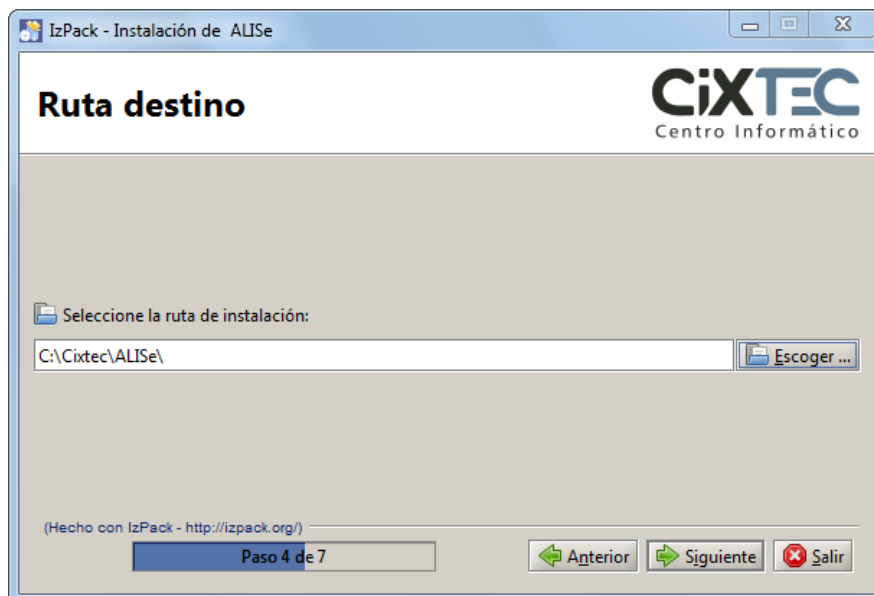 IzPack - Instalación de ALISe
Ruta destino
CiXTEC
Centro Informático
Seleccione la ruta de instalación:
C:\Cixtec\ALISe\
Escoger ...
(Hecho con IzPack - http://izpack.org/)
Paso 4 de 7
Anterior
Siguiente
Salir